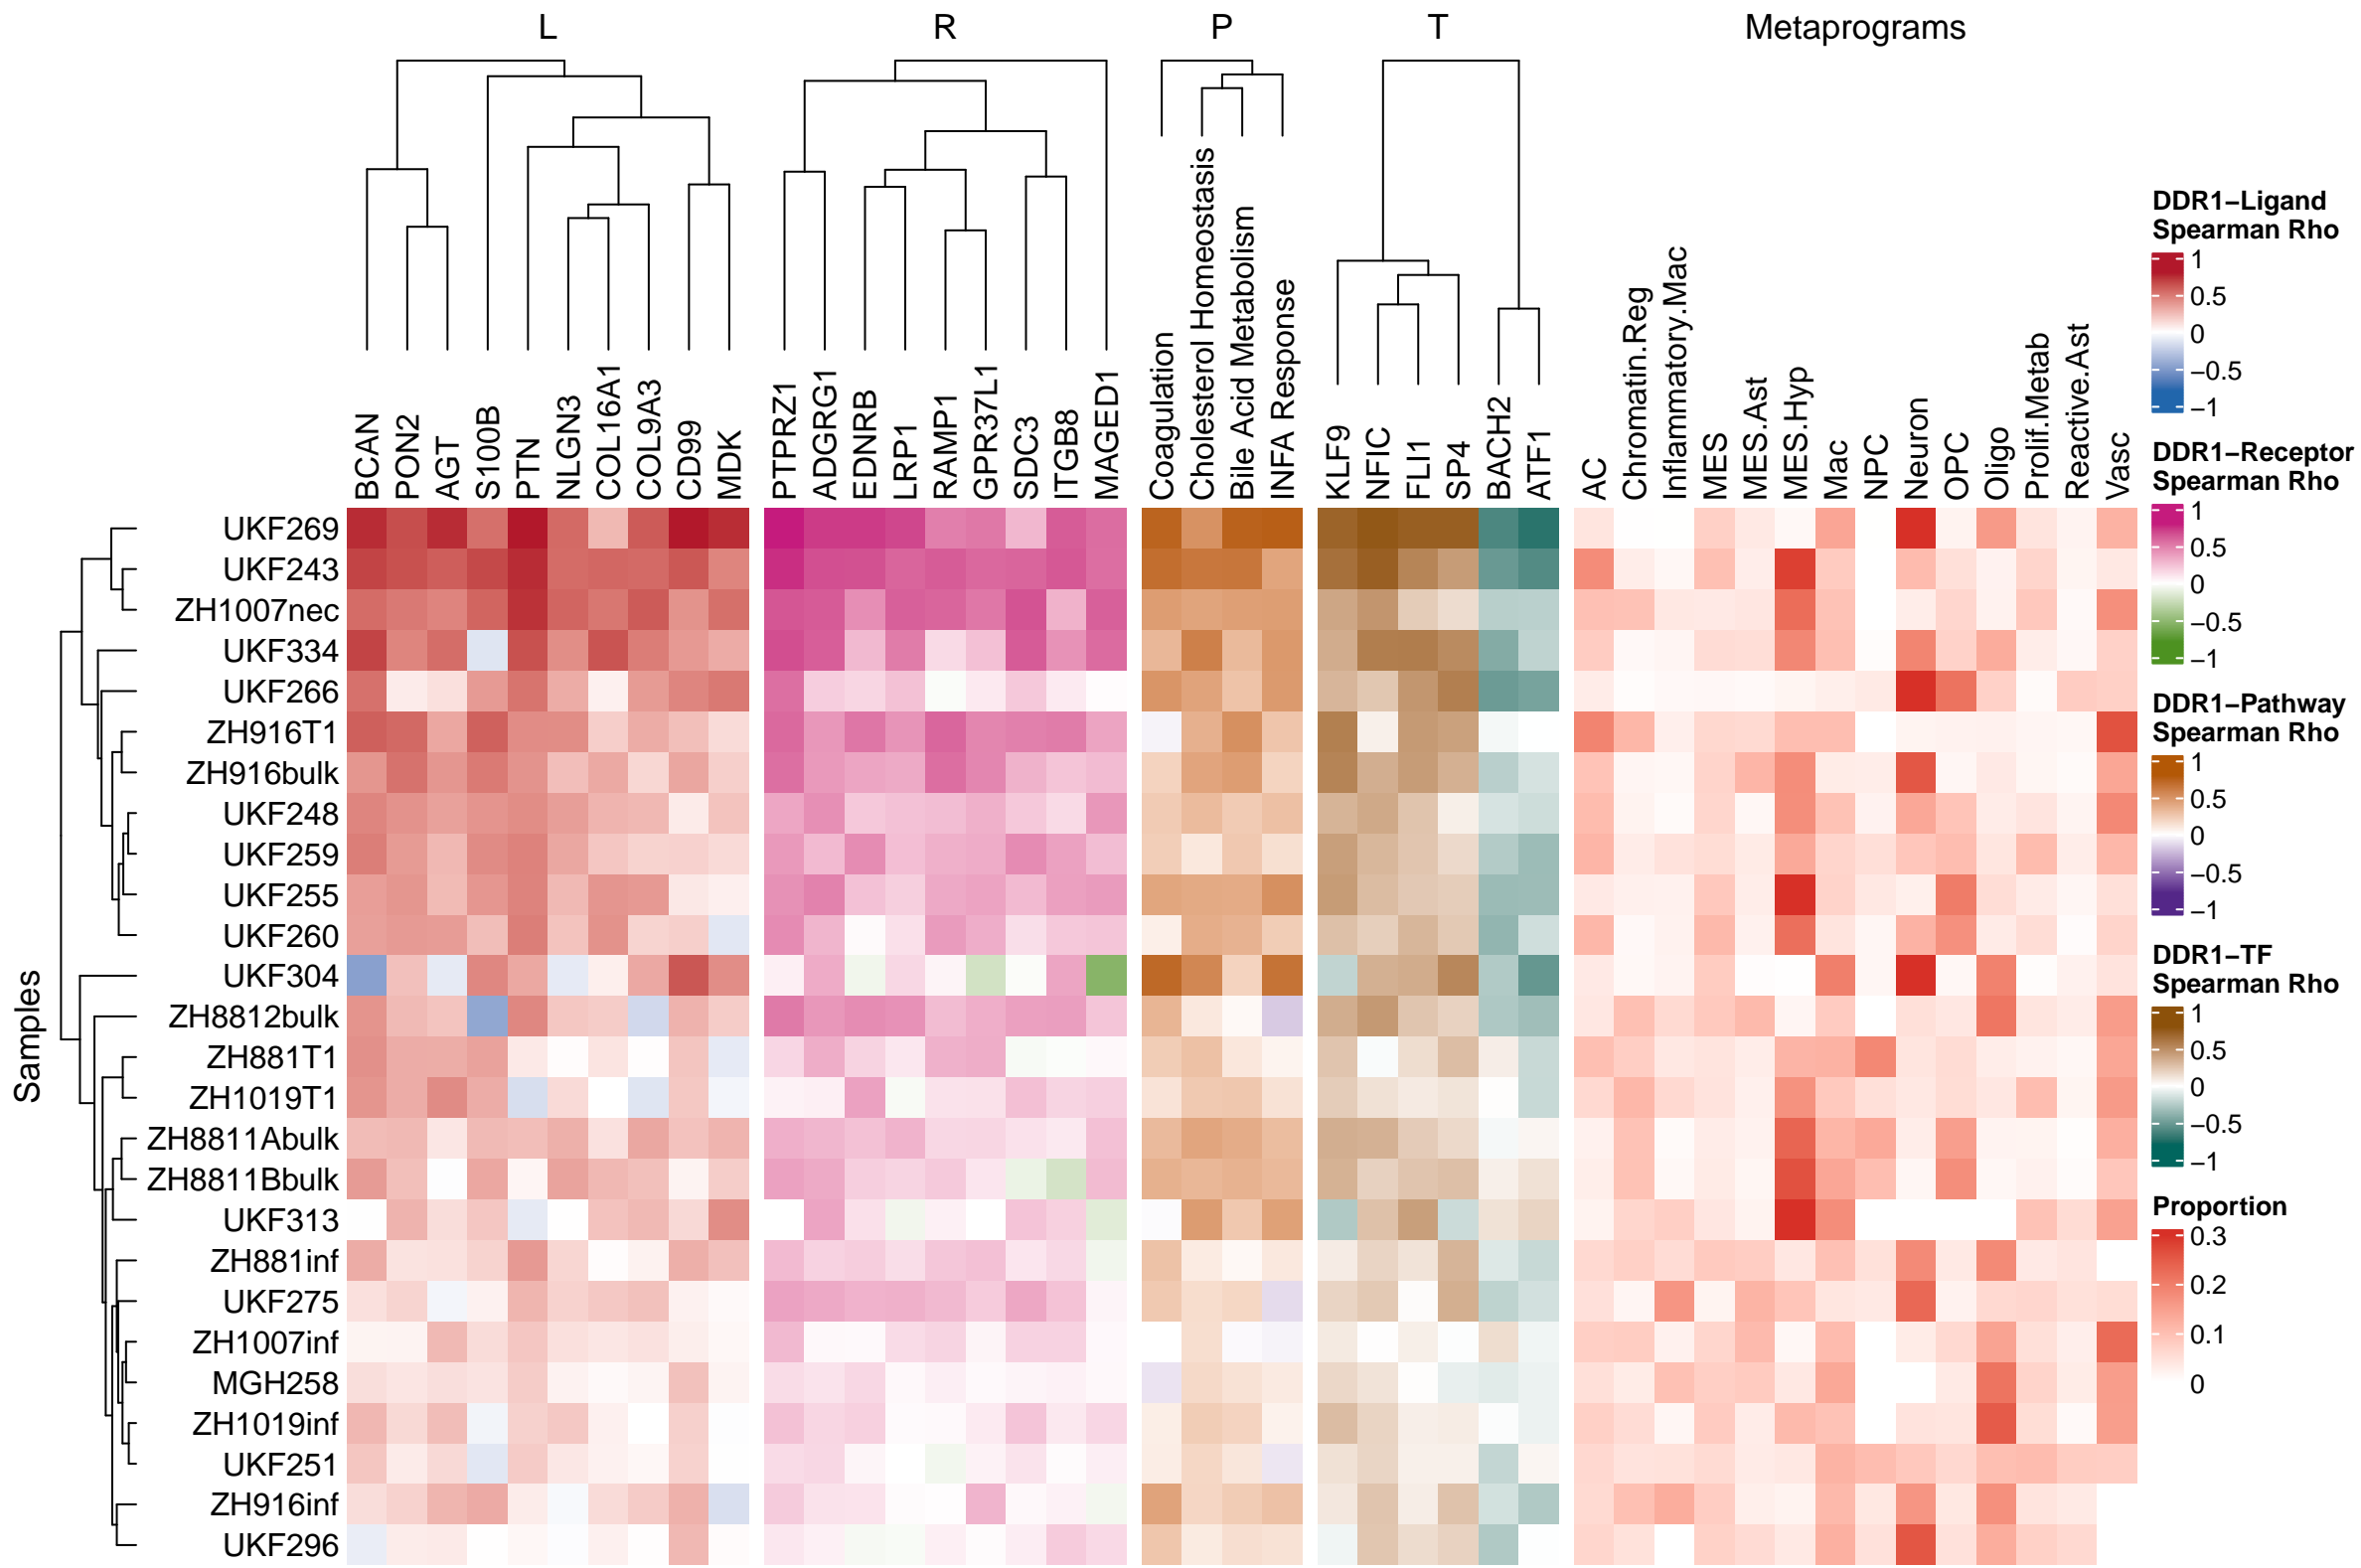 L
R
P
T
Metaprograms
BCAN
PON2
AGT
S100B
PTN
NLGN3
COL16A1
COL9A3
CD99
MDK
PTPRZ1
ADGRG1
EDNRB
LRP1
RAMP1
GPR37L1
SDC3
ITGB8
MAGED1
Coagulation
Cholesterol Homeostasis
Bile Acid Metabolism
INFA Response
KLF9
NFIC
FLI1
SP4
BACH2
ATF1
AC
Chromatin.Reg
Inflammatory.Mac
MES
MES.Ast
MES.Hyp
Mac
NPC
Neuron
OPC
Oligo
Prolif.Metab
Reactive.Ast
Vasc
Samples
UKF269
UKF243
ZH1007nec
UKF334
UKF266
ZH916T1
ZH916bulk
UKF248
UKF259
UKF255
UKF260
UKF304
ZH8812bulk
ZH881T1
ZH1019T1
ZH8811Abulk
ZH8811Bbulk
UKF313
ZH881inf
UKF275
ZH1007inf
MGH258
ZH1019inf
UKF251
ZH916inf
UKF296
DDR1–Ligand
Spearman Rho
1
0.5
0
–0.5
–1
DDR1–Receptor
Spearman Rho
1
0.5
0
–0.5
–1
DDR1–Pathway
Spearman Rho
1
0.5
0
–0.5
–1
DDR1–TF
Spearman Rho
1
0.5
0
–0.5
–1
Proportion
0.3
0.2
0.1
0